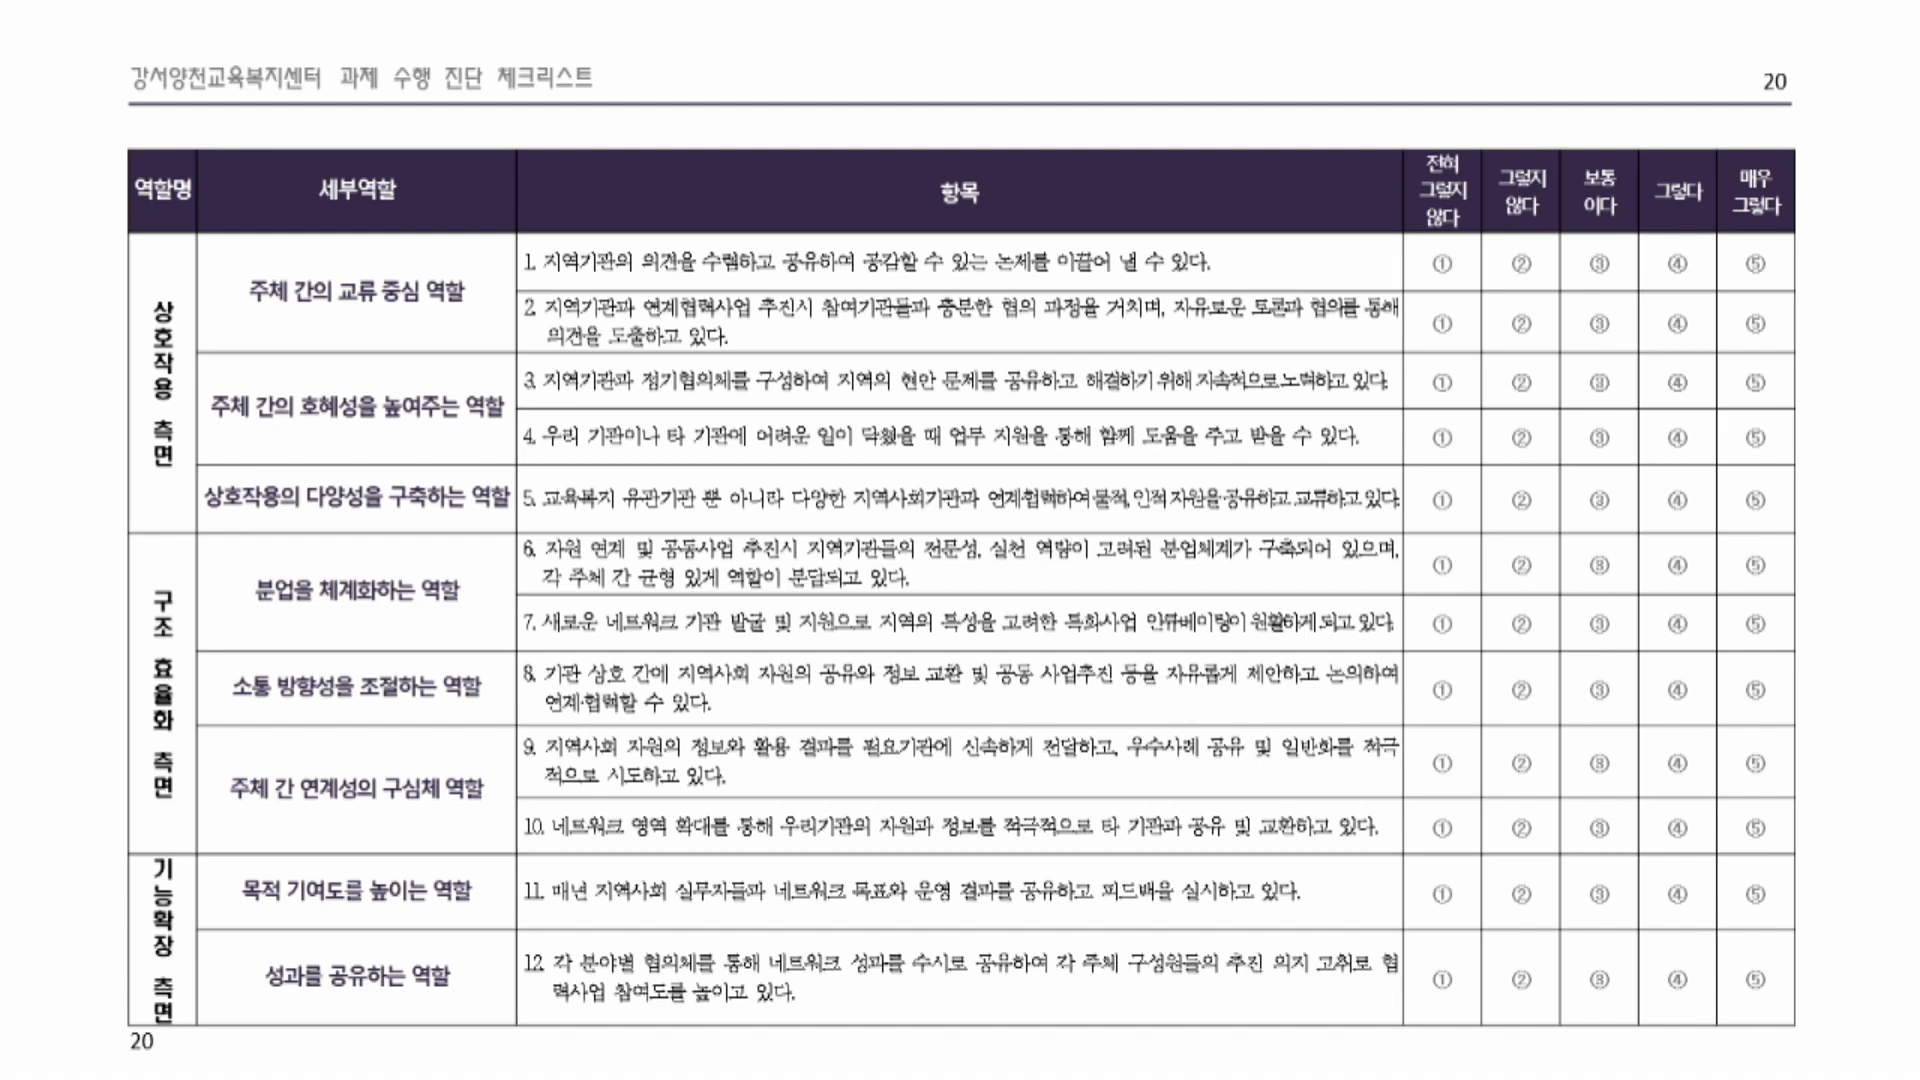 강서양천교육복지센터 과제 수행 진단 체크리스트
20
역할명
세부역할
항목
전혀
그렇지
않다
그렇지
않다
보통
이다
그렇다
매우
그렇다
상호작용 측면
주체 간의 교류 중심 역할
1. 지역기관의 의견을 수렴하고 공유하여 공감할 수 있는 논제를 이끌어 낼 수 있다.
① ② ③ ④ ⑤
2. 지역기관과 연계협력사업 추진시 참여기관들과 충분한 협의 과정을 거치며, 자유로운 토론과 협의를 통해
의견을 도출하고 있다.
① ② ③ ④ ⑤
주체 간의 호혜성을 높여주는 역할
3. 지역기관과 정기협의체를 구성하여 지역의 현안 문제를 공유하고 해결하기 위해 지속적으로 노력하고 있다.
① ② ③ ④ ⑤
4. 우리 기관이나 타 기관에 어려운 일이 닥쳤을 때 업무 지원을 통해 함께 도움을 주고 받을 수 있다.
① ② ③ ④ ⑤
상호작용의 다양성을 구축하는 역할
5. 교육복지 유관기관 뿐 아니라 다양한 지역사회기관과 연계·협력하여 물적, 인적 자원을 공유하고 교류하고 있다.
① ② ③ ④ ⑤
구조 효율화 측면
분업을 체계화하는 역할
6. 자원 연계 및 공동사업 추진시 지역기관들의 전문성, 실천 역량이 고려된 분업체계가 구축되어 있으며,
각 주체 간 균형 있게 역할이 분담되고 있다.
① ② ③ ④ ⑤
7. 새로운 네트워크 기관 발굴 및 지원으로 지역의 특성을 고려한 특화사업 인큐베이팅이 원활하게 되고 있다.
① ② ③ ④ ⑤
소통 방향성을 조절하는 역할
8. 기관 상호 간에 지역사회 자원의 공유와 정보 교환 및 공동 사업추진 등을 자유롭게 제안하고 논의하여
연계·협력할 수 있다.
① ② ③ ④ ⑤
주체 간 연계성의 구심체 역할
9. 지역사회 자원의 정보와 활용 결과를 필요기관에 신속하게 전달하고, 우수사례 공유 및 일반화를 적극
적으로 시도하고 있다.
① ② ③ ④ ⑤
10. 네트워크 영역 확대를 통해 우리기관의 자원과 정보를 적극적으로 타 기관과 공유 및 교환하고 있다.
① ② ③ ④ ⑤
기능확장 측면
목적 기여도를 높이는 역할
11. 매년 지역사회 실무자들과 네트워크 목표와 운영 결과를 공유하고 피드백을 실시하고 있다.
① ② ③ ④ ⑤
성과를 공유하는 역할
12. 각 분야별 협의체를 통해 네트워크 성과를 수시로 공유하여 각 주체 구성원들의 추진 의지 고취로 협
력사업 참여도를 높이고 있다.
① ② ③ ④ ⑤
20